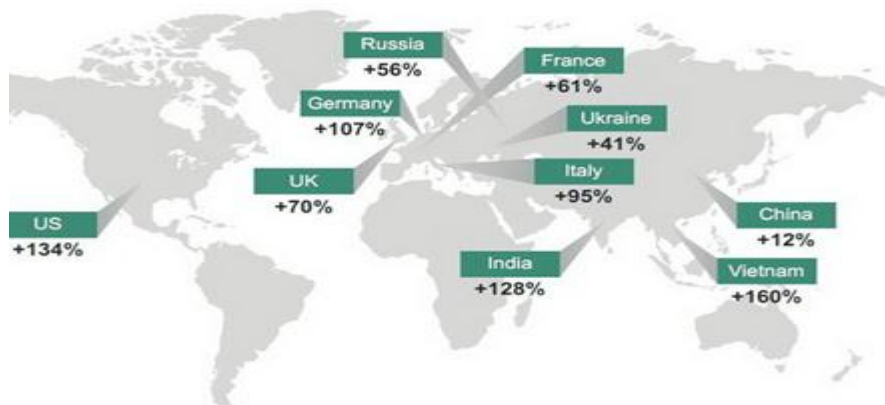 Russia
+56%
France
+61%
Germany
+107%
Ukraine
+41%
UK
+70%
Italy
+95%
US
+134%
China
+12%
India
+128%
Vietnam
+160%